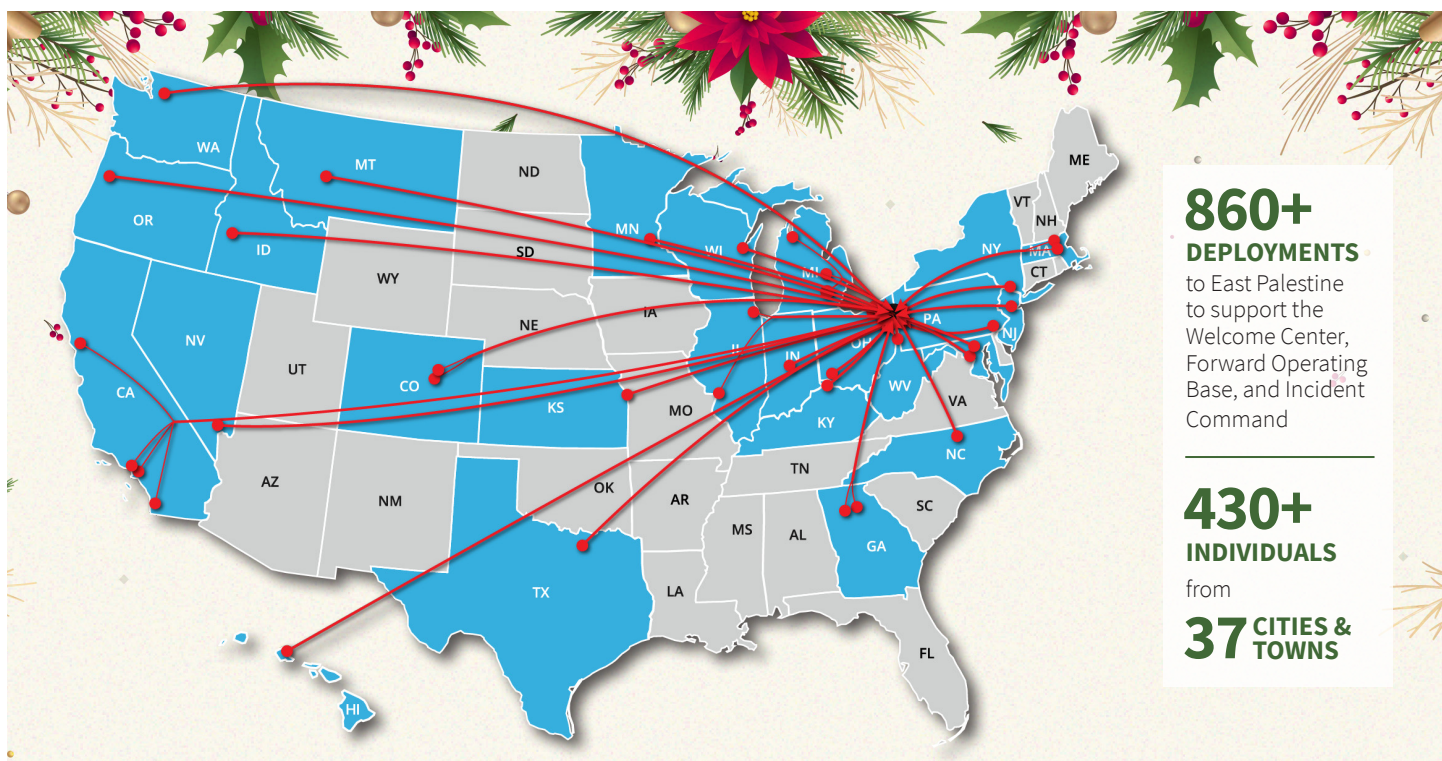 WA
MT
ND
MN
OR
ID
SD
WI
MI
WY
NY
VT
NH
ME
MA
CT
NV
NE
IA
PA
NJ
CA
UT
CO
KS
MO
IL
IN
OH
WV
KY
VA
NC
AZ
NM
OK
AR
TN
SC
MS
AL
GA
TX
LA
FL
HI
860+
DEPLOYMENTS
to East Palestine
to support the
Welcome Center,
Forward Operating
Base, and Incident
Command
430+
INDIVIDUALS
from
37 CITIES &
TOWNS